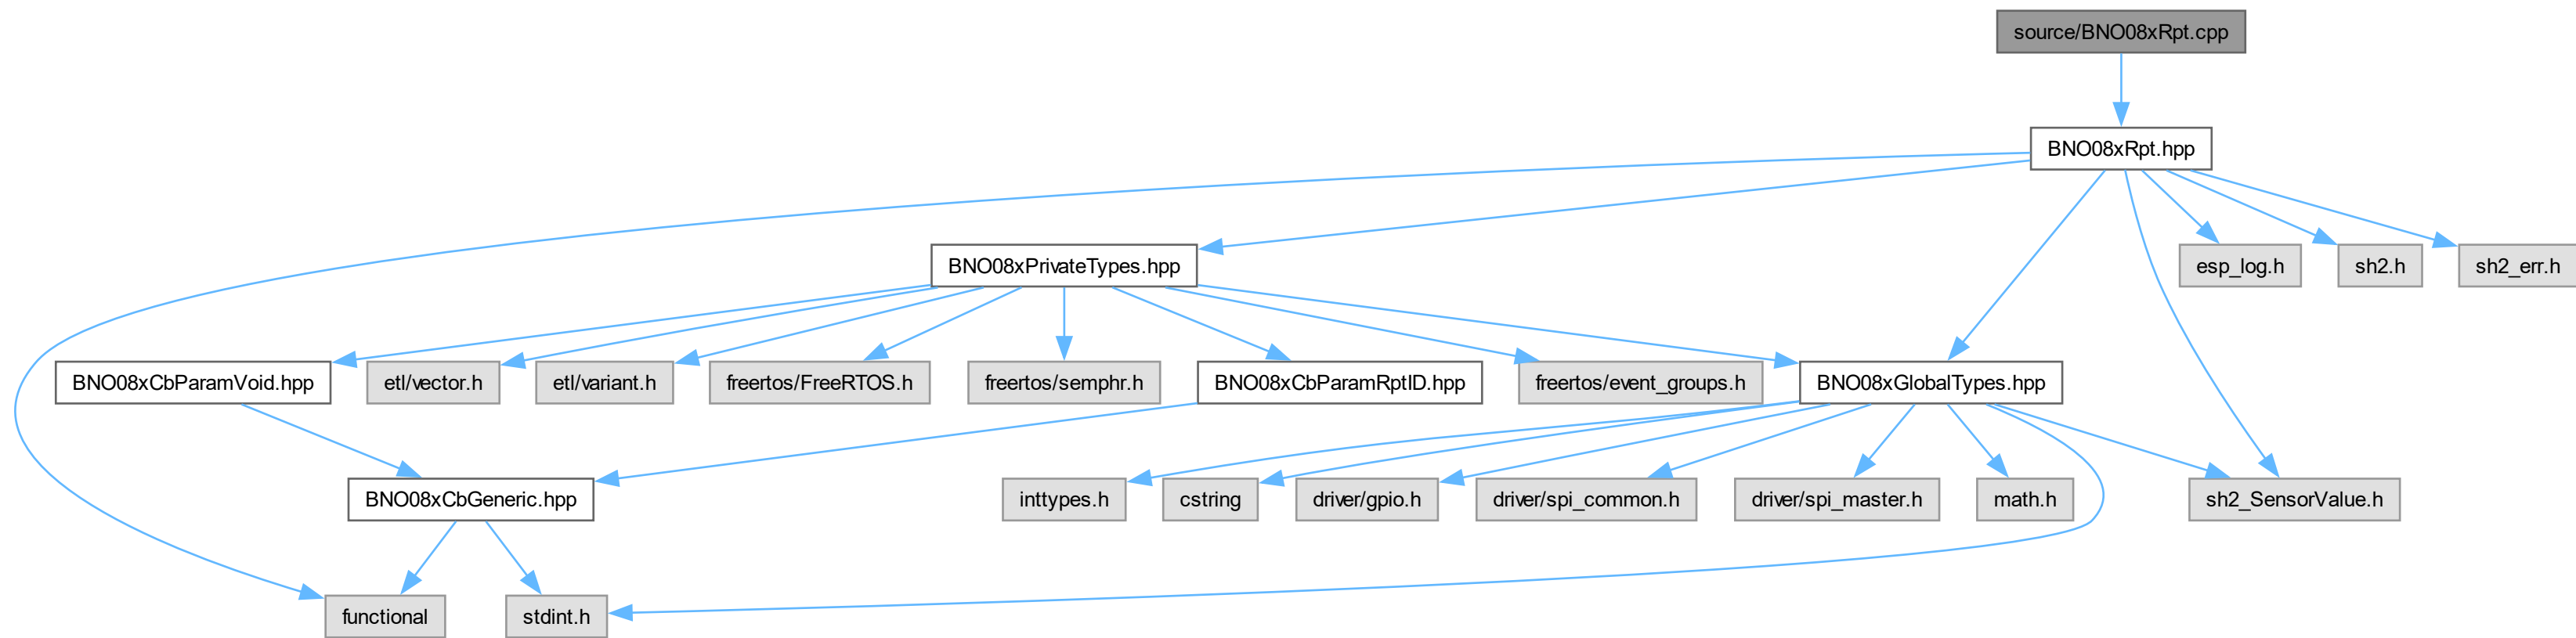 source/BNO08xRpt.cpp
BNO08xRpt.hpp
BNO08xPrivateTypes.hpp
esp_log.h
sh2.h
sh2_err.h
BNO08xCbParamVoid.hpp
etl/vector.h
etl/variant.h
freertos/FreeRTOS.h
freertos/semphr.h
BNO08xCbParamRptID.hpp
freertos/event_groups.h
BNO08xGlobalTypes.hpp
BNO08xCbGeneric.hpp
inttypes.h
cstring
driver/gpio.h
driver/spi_common.h
driver/spi_master.h
math.h
sh2_SensorValue.h
functional
stdint.h